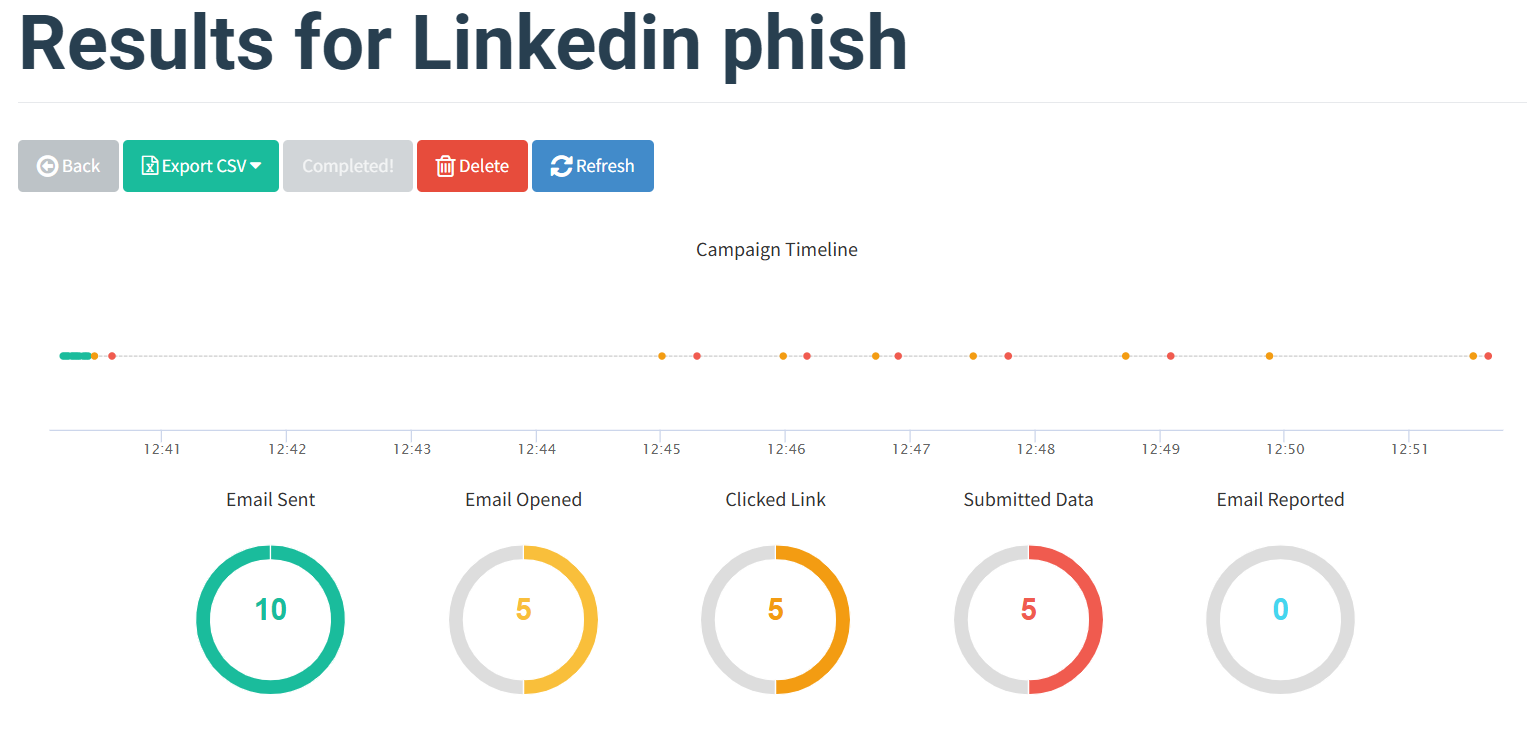 Results for Linkedin phish
Back Export CSV Completed! Delete Refresh
Campaign Timeline
12:41 12:42 12:43 12:44 12:45 12:46 12:47 12:48 12:49 12:50 12:51
Email Sent Email Opened Clicked Link Submitted Data Email Reported
10 5 5 5 0